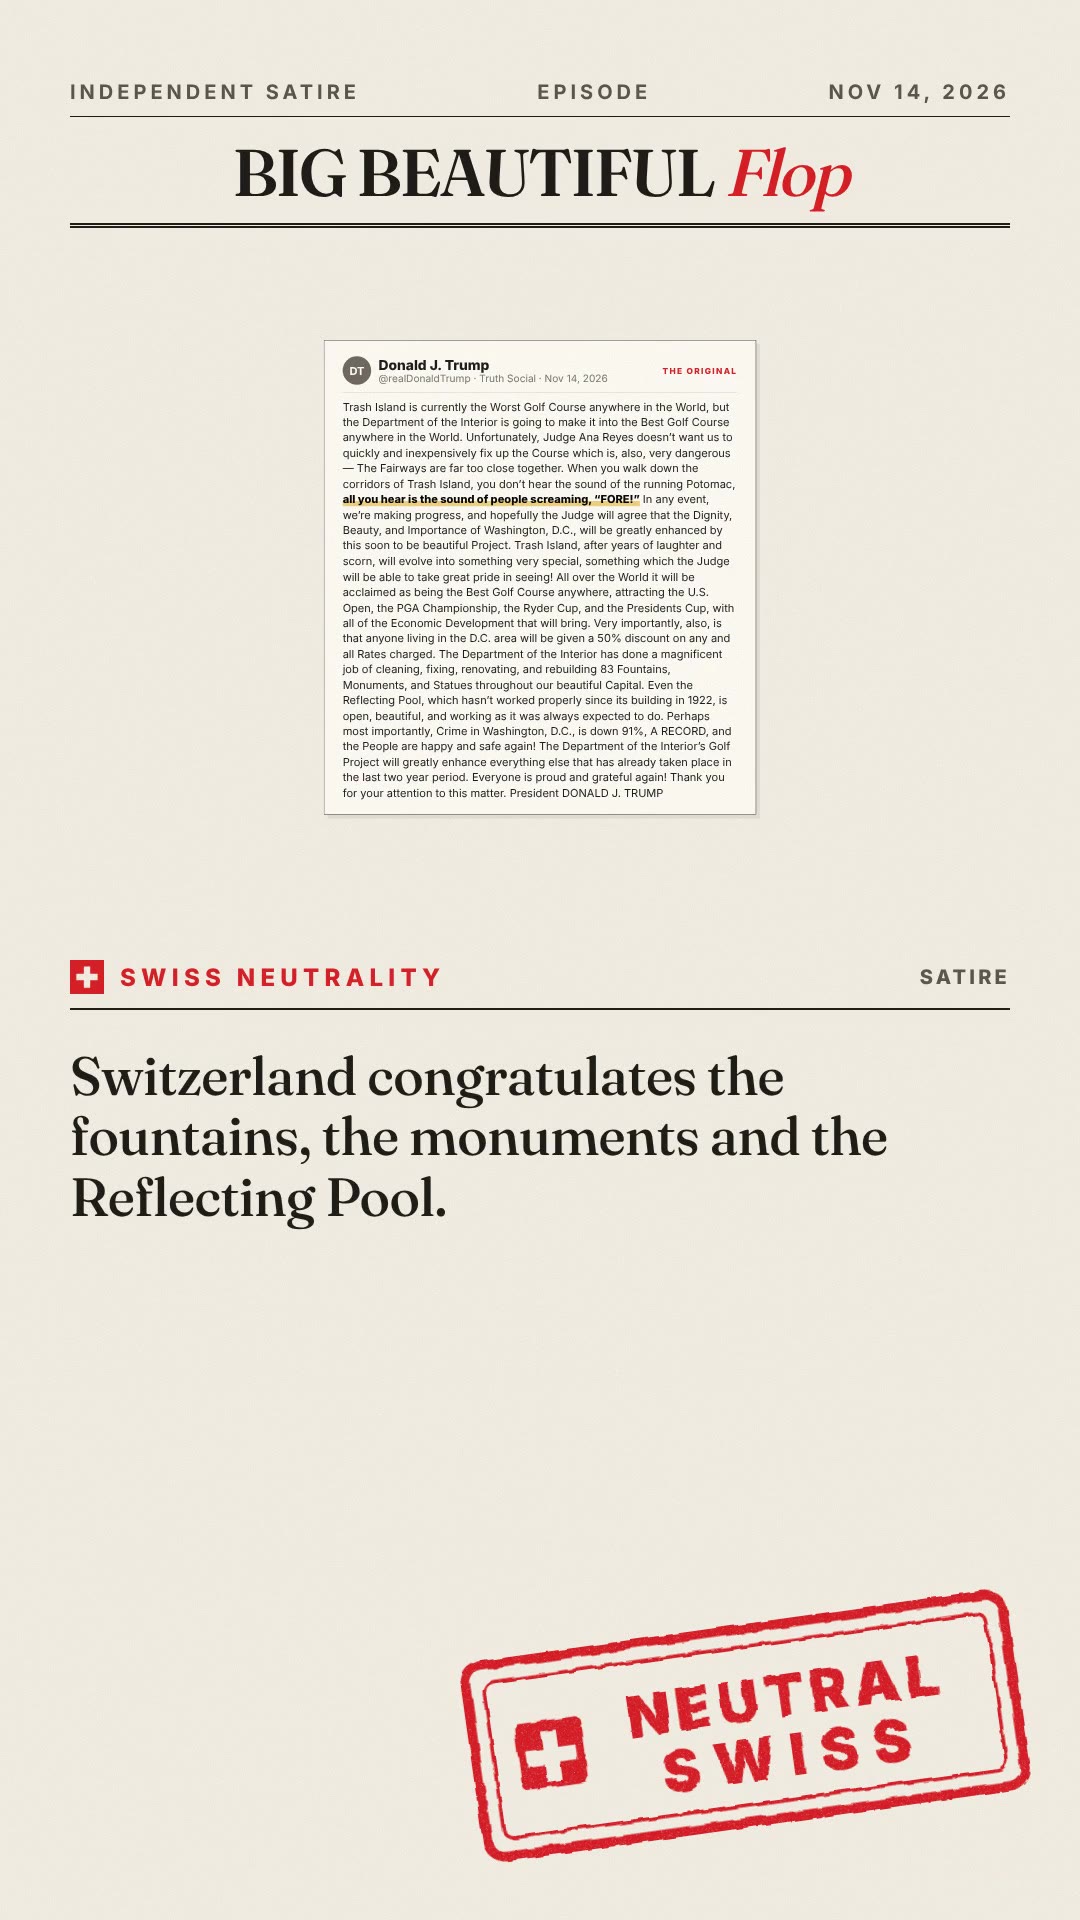 INDEPENDENT SATIRE EPISODE NOV 14, 2026
BIG BEAUTIFUL Flop
DT Donald J. Trump
@realDonaldTrump · Truth Social · Nov 14, 2026
THE ORIGINAL
Trash Island is currently the Worst Golf Course anywhere in the World, but
the Department of the Interior is going to make it into the Best Golf Course
anywhere in the World. Unfortunately, Judge Ana Reyes doesn’t want us to
quickly and inexpensively fix up the Course which is, also, very dangerous
— The Fairways are far too close together. When you walk down the
corridors of Trash Island, you don’t hear the sound of the running Potomac,
all you hear is the sound of people screaming, “FORE!” In any event,
we’re making progress, and hopefully the Judge will agree that the Dignity,
Beauty, and Importance of Washington, D.C., will be greatly enhanced by
this soon to be beautiful Project. Trash Island, after years of laughter and
scorn, will evolve into something very special, something which the Judge
will be able to take great pride in seeing! All over the World it will be
acclaimed as being the Best Golf Course anywhere, attracting the U.S.
Open, the PGA Championship, the Ryder Cup, and the Presidents Cup, with
all of the Economic Development that will bring. Very importantly, also, is
that anyone living in the D.C. area will be given a 50% discount on any and
all Rates charged. The Department of the Interior has done a magnificent
job of cleaning, fixing, renovating, and rebuilding 83 Fountains,
Monuments, and Statues throughout our beautiful Capital. Even the
Reflecting Pool, which hasn’t worked properly since its building in 1922, is
open, beautiful, and working as it was always expected to do. Perhaps
most importantly, Crime in Washington, D.C., is down 91%, A RECORD, and
the People are happy and safe again! The Department of the Interior’s Golf
Project will greatly enhance everything else that has already taken place in
the last two year period. Everyone is proud and grateful again! Thank you
for your attention to this matter. President DONALD J. TRUMP
SWISS NEUTRALITY SATIRE
Switzerland congratulates the
fountains, the monuments and the
Reflecting Pool.
NEUTRAL
SWISS